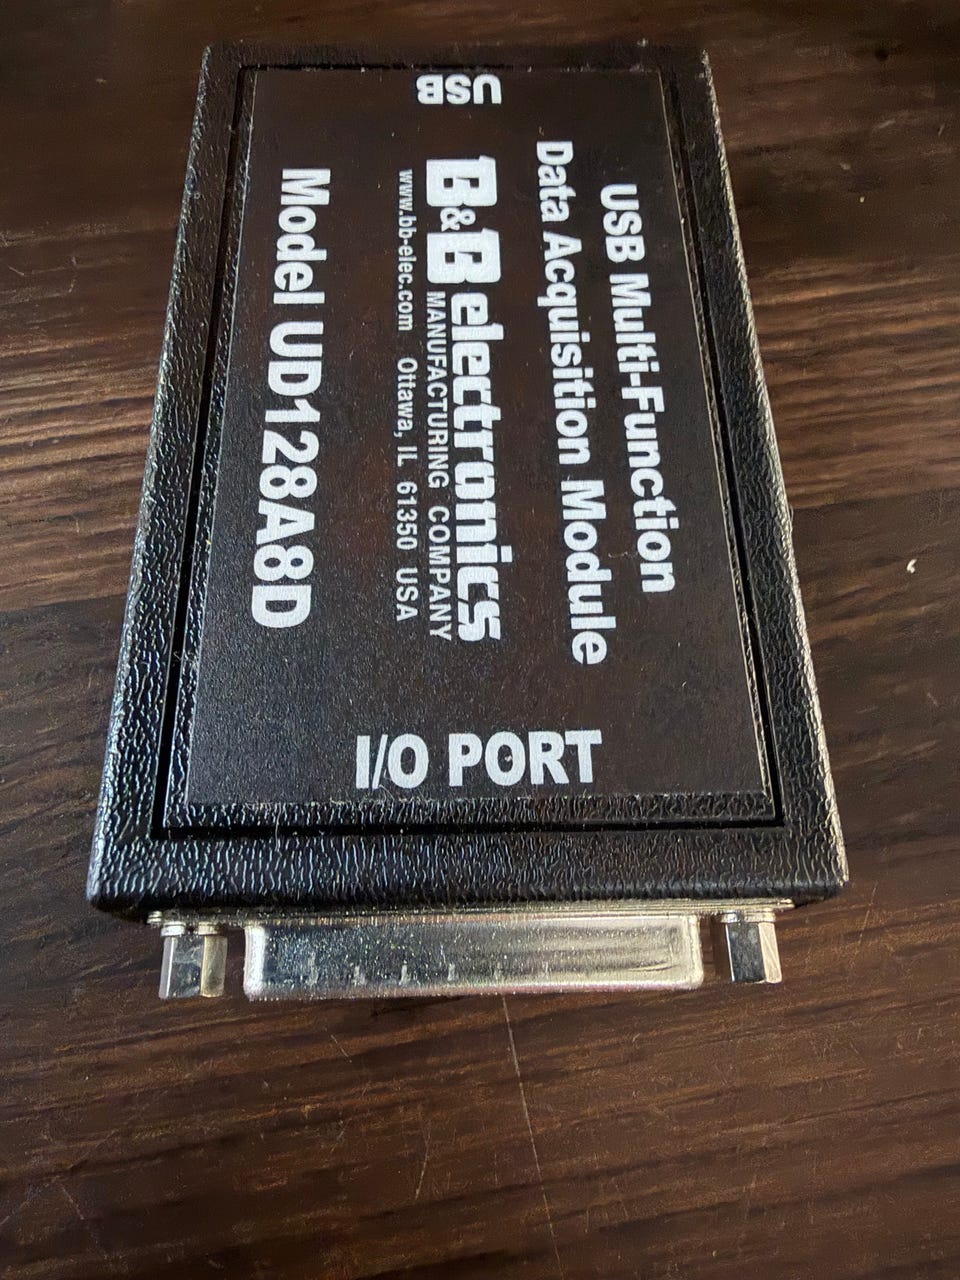 USB
USB Multi-Function
Data Acquisition Module
B&B electronics
MANUFACTURING COMPANY
www.bb-elec.com Ottawa, IL 61350 USA
Model UD128A8D
I/O PORT